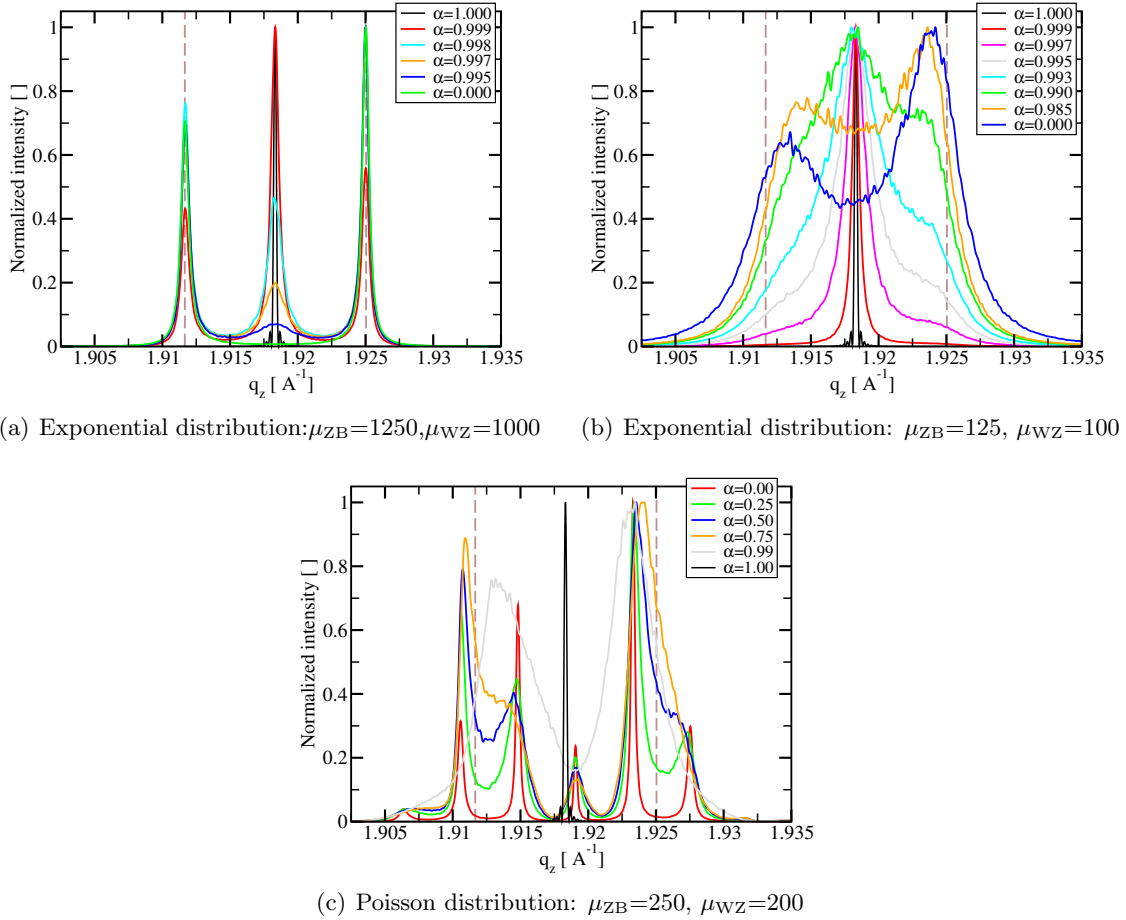 Normalized intensity [ ]
1
0.8
0.6
0.4
0.2
0
α=1.000
α=0.999
α=0.998
α=0.997
α=0.995
α=0.000
1.905 1.91 1.915 1.92 1.925 1.93 1.935
q_z [ A^-1]
(a) Exponential distribution:μ_ZB=1250,μ_WZ=1000
Normalized intensity [ ]
1
0.8
0.6
0.4
0.2
0
α=1.000
α=0.999
α=0.997
α=0.995
α=0.993
α=0.990
α=0.985
α=0.000
1.905 1.91 1.915 1.92 1.925 1.93 1.935
q_z [ A^-1]
(b) Exponential distribution: μ_ZB=125, μ_WZ=100
Normalized intensity [ ]
1
0.8
0.6
0.4
0.2
0
α=0.00
α=0.25
α=0.50
α=0.75
α=0.99
α=1.00
1.905 1.91 1.915 1.92 1.925 1.93 1.935
q_z [ A^-1]
(c) Poisson distribution: μ_ZB=250, μ_WZ=200